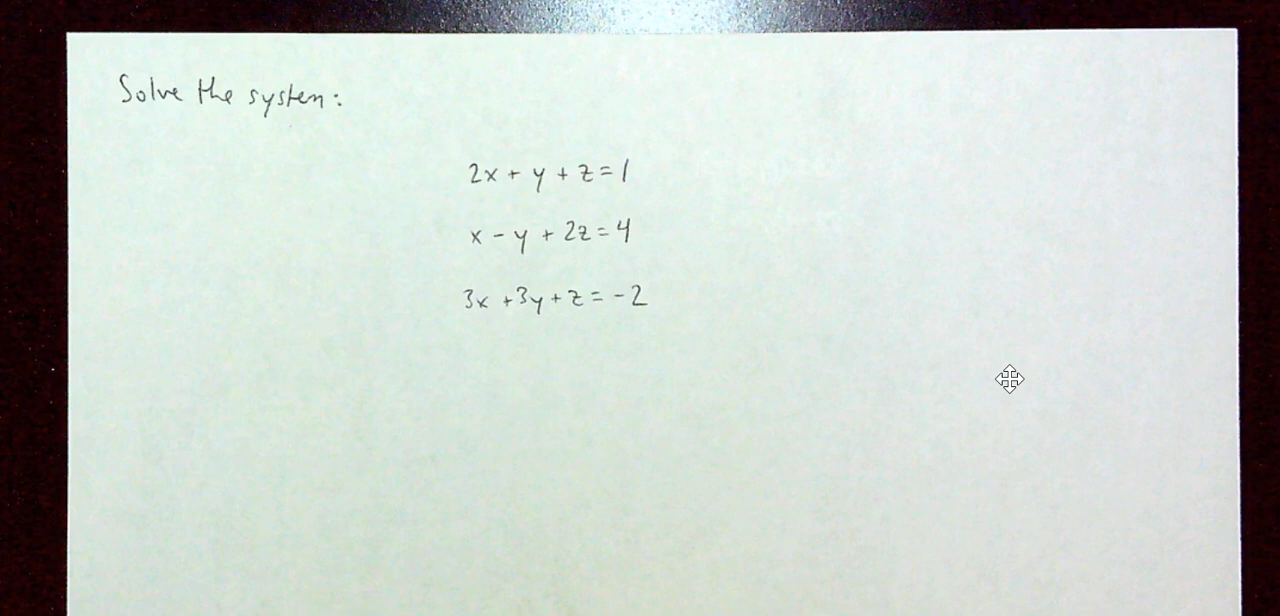 Solve the system:
2x + y + z = 1
x - y + 2z = 4
3x + 3y + z = -2